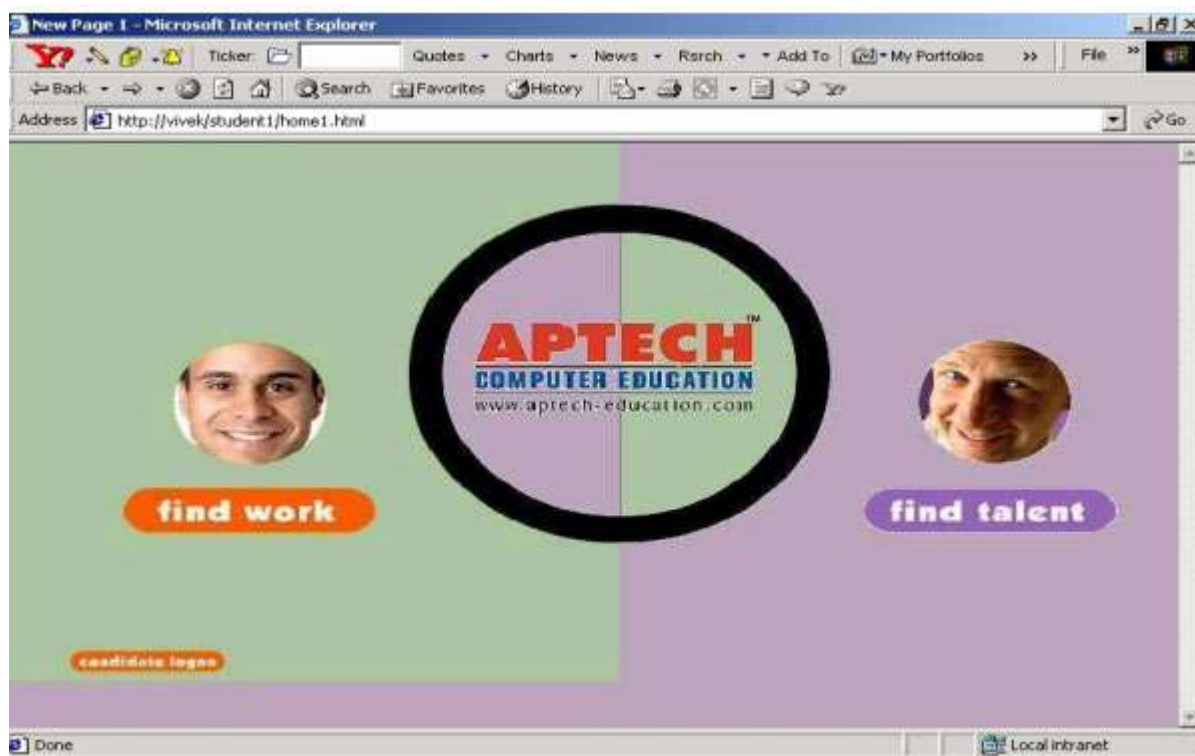 New Page 1 - Microsoft Internet Explorer
Y? Ticker: Quotes Charts News Rsrch Add To My Portfolios >> File >>
Back Search Favorites History
Address http://vivek/student1/home1.html Go
APTECH™
COMPUTER EDUCATION
www.aptech-education.com
find work
find talent
candidate logon
Done
Local intranet